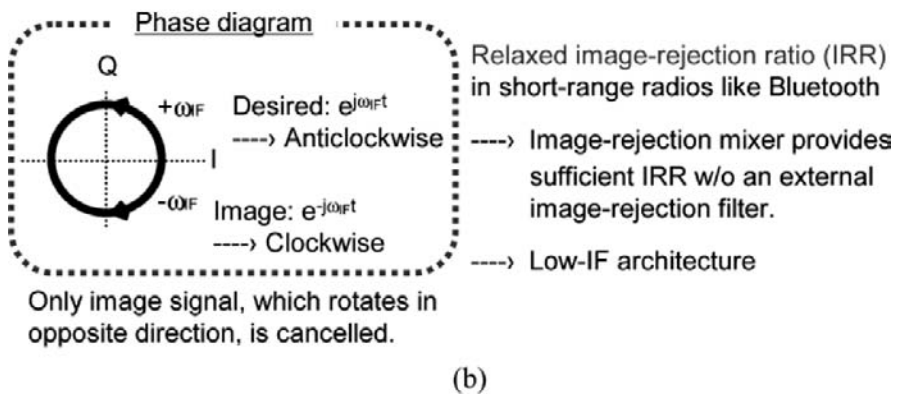 Phase diagram
Q
+ωIF
I
-ωIF
Desired: e^jωIFt
----> Anticlockwise
Image: e^-jωIFt
----> Clockwise
Only image signal, which rotates in
opposite direction, is cancelled.
Relaxed image-rejection ratio (IRR)
in short-range radios like Bluetooth
----> Image-rejection mixer provides
sufficient IRR w/o an external
image-rejection filter.
----> Low-IF architecture
(b)